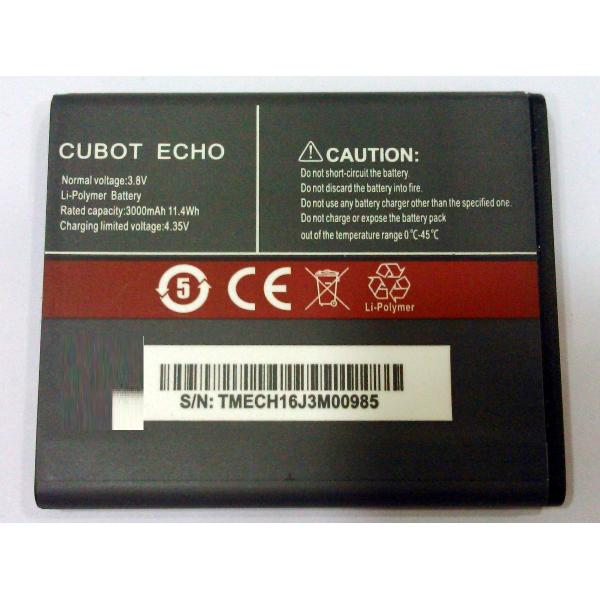 CUBOT ECHO
Normal voltage:3.8V
Li-Polymer Battery
Rated capacity:3000mAh 11.4Wh
Charging limited voltage:4.35V
CAUTION:
Do not short-circuit the battery.
Do not discard the battery into fire.
Do not use any battery charger other than the specified one.
Do not charge or expose the battery pack
out of the temperature range 0℃-45℃
5
CE
Li-Polymer
S/N: TMECH16J3M00985